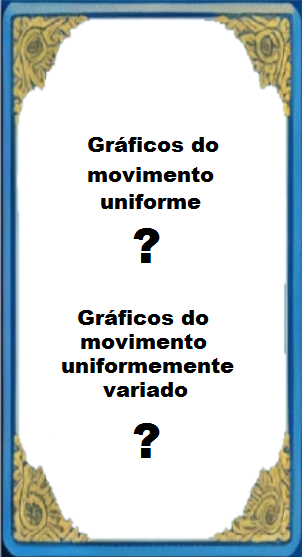 Gráficos do
movimento
uniforme
?
Gráficos do
movimento
uniformemente
variado
?